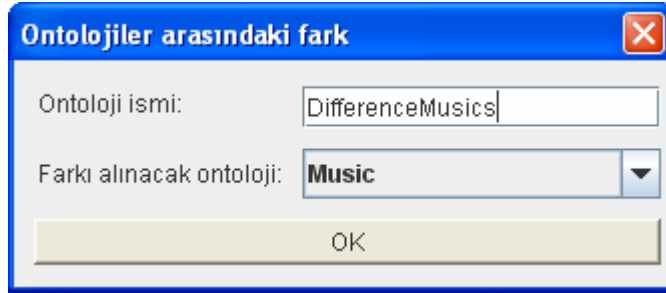 Ontolojiler arasındaki fark
Ontoloji ismi: DifferenceMusics
Farkı alınacak ontoloji: Music
OK